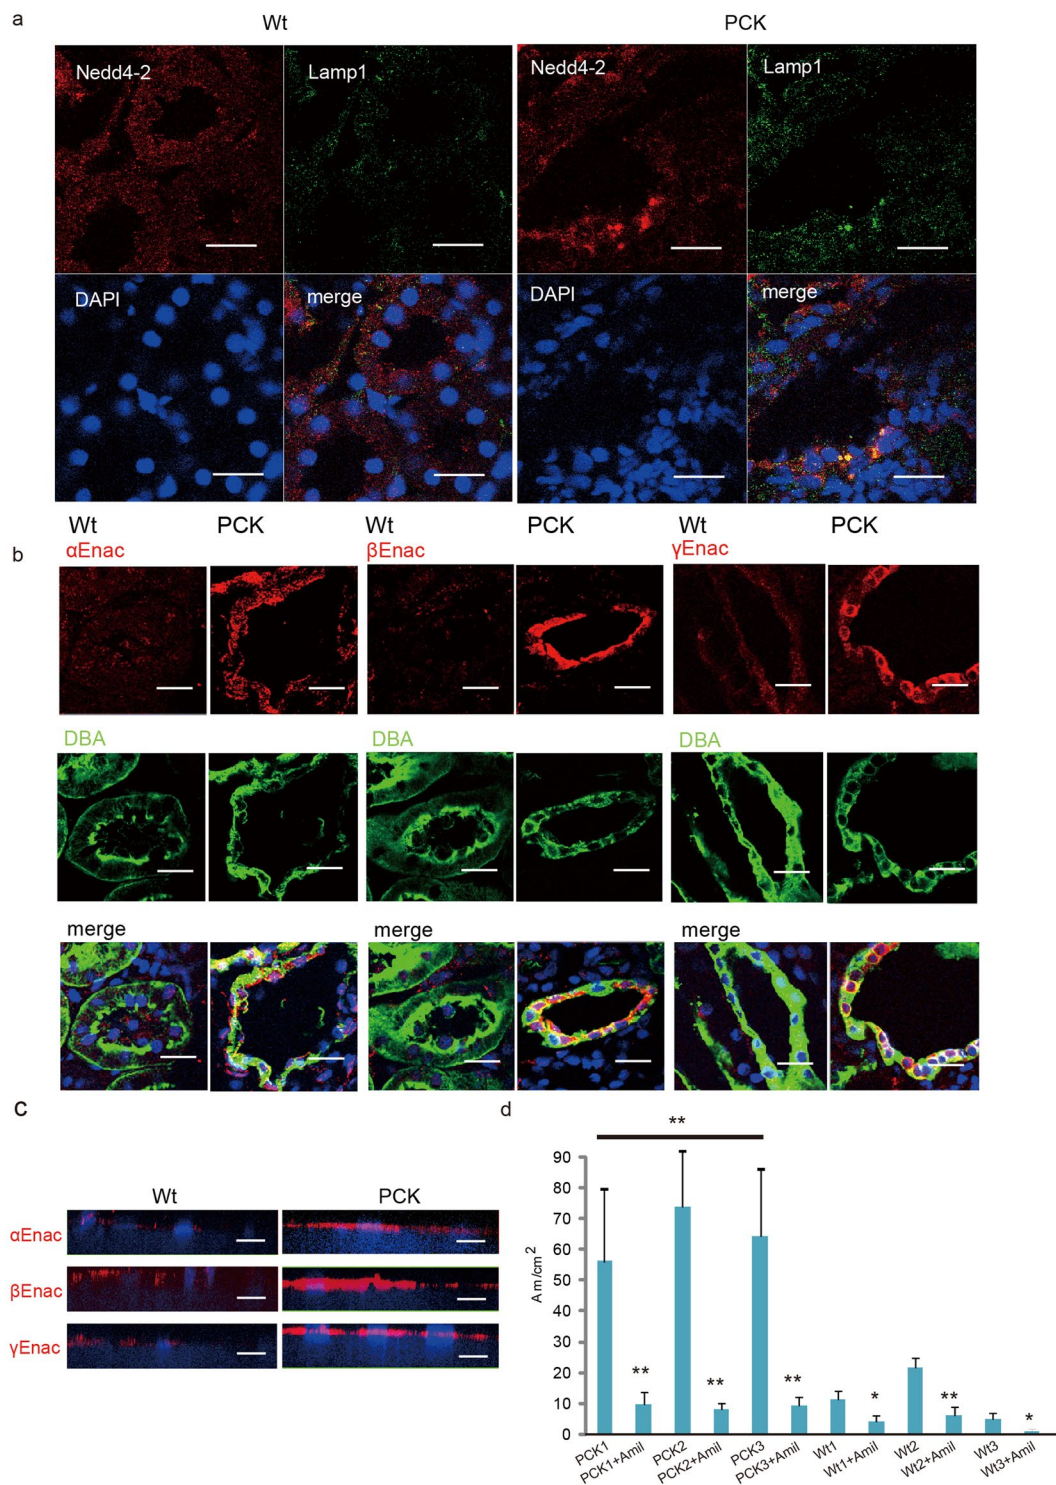 a
Wt PCK
Nedd4-2 Lamp1 Nedd4-2 Lamp1
DAPI merge DAPI merge
b
Wt PCK Wt PCK Wt PCK
αEnac βEnac γEnac
DBA DBA DBA
merge merge merge
c
Wt PCK
αEnac
βEnac
γEnac
d
**
90
80
70
60
50
40
30
20
10
0
Am/cm²
** ** ** * ** *
PCK1 PCK1+Amil PCK2 PCK2+Amil PCK3 PCK3+Amil Wt1 Wt1+Amil Wt2 Wt2+Amil Wt3 Wt3+Amil